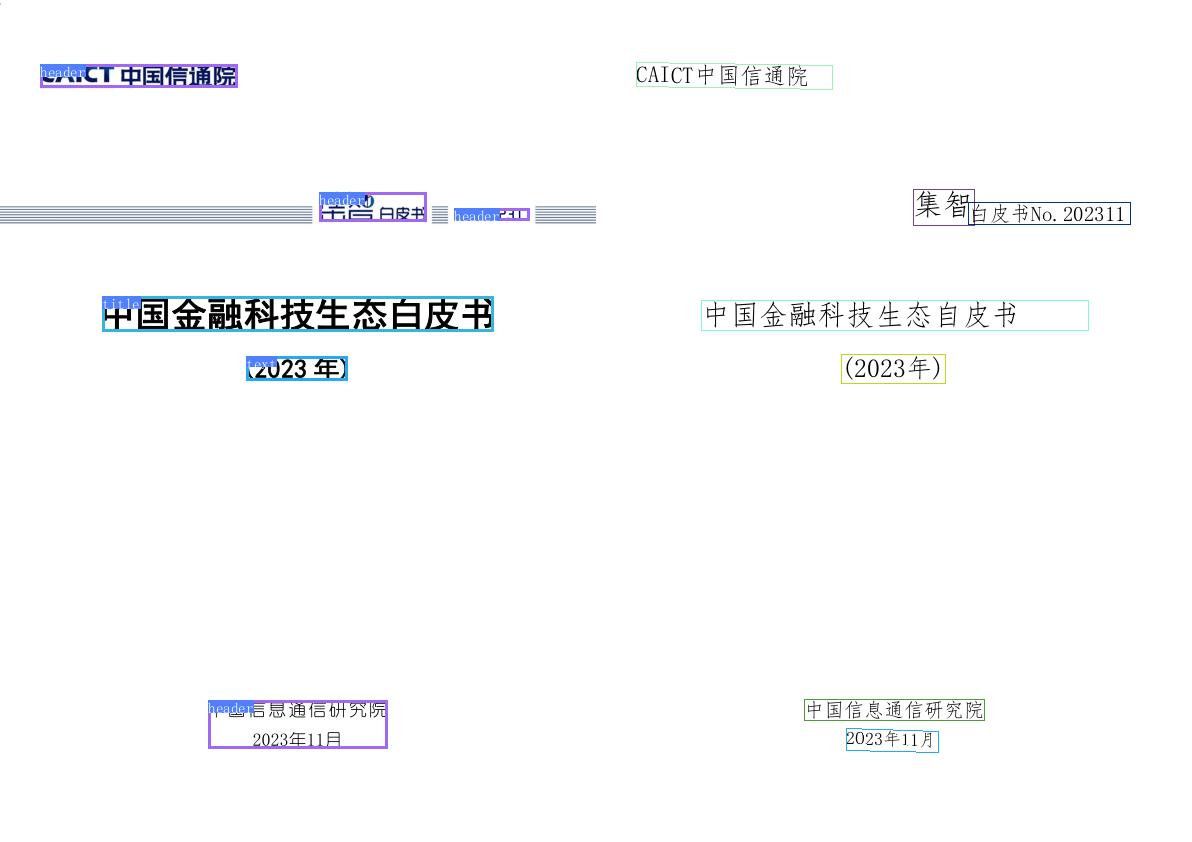 header
CAICT 中国信通院
header
白皮书
header
title
中国金融科技生态白皮书
text
(2023 年)
header
中国信息通信研究院
2023年11月
CAICT中国信通院
集智
白皮书No. 202311
中国金融科技生态自皮书
(2023年)
中国信息通信研究院
2023年11月